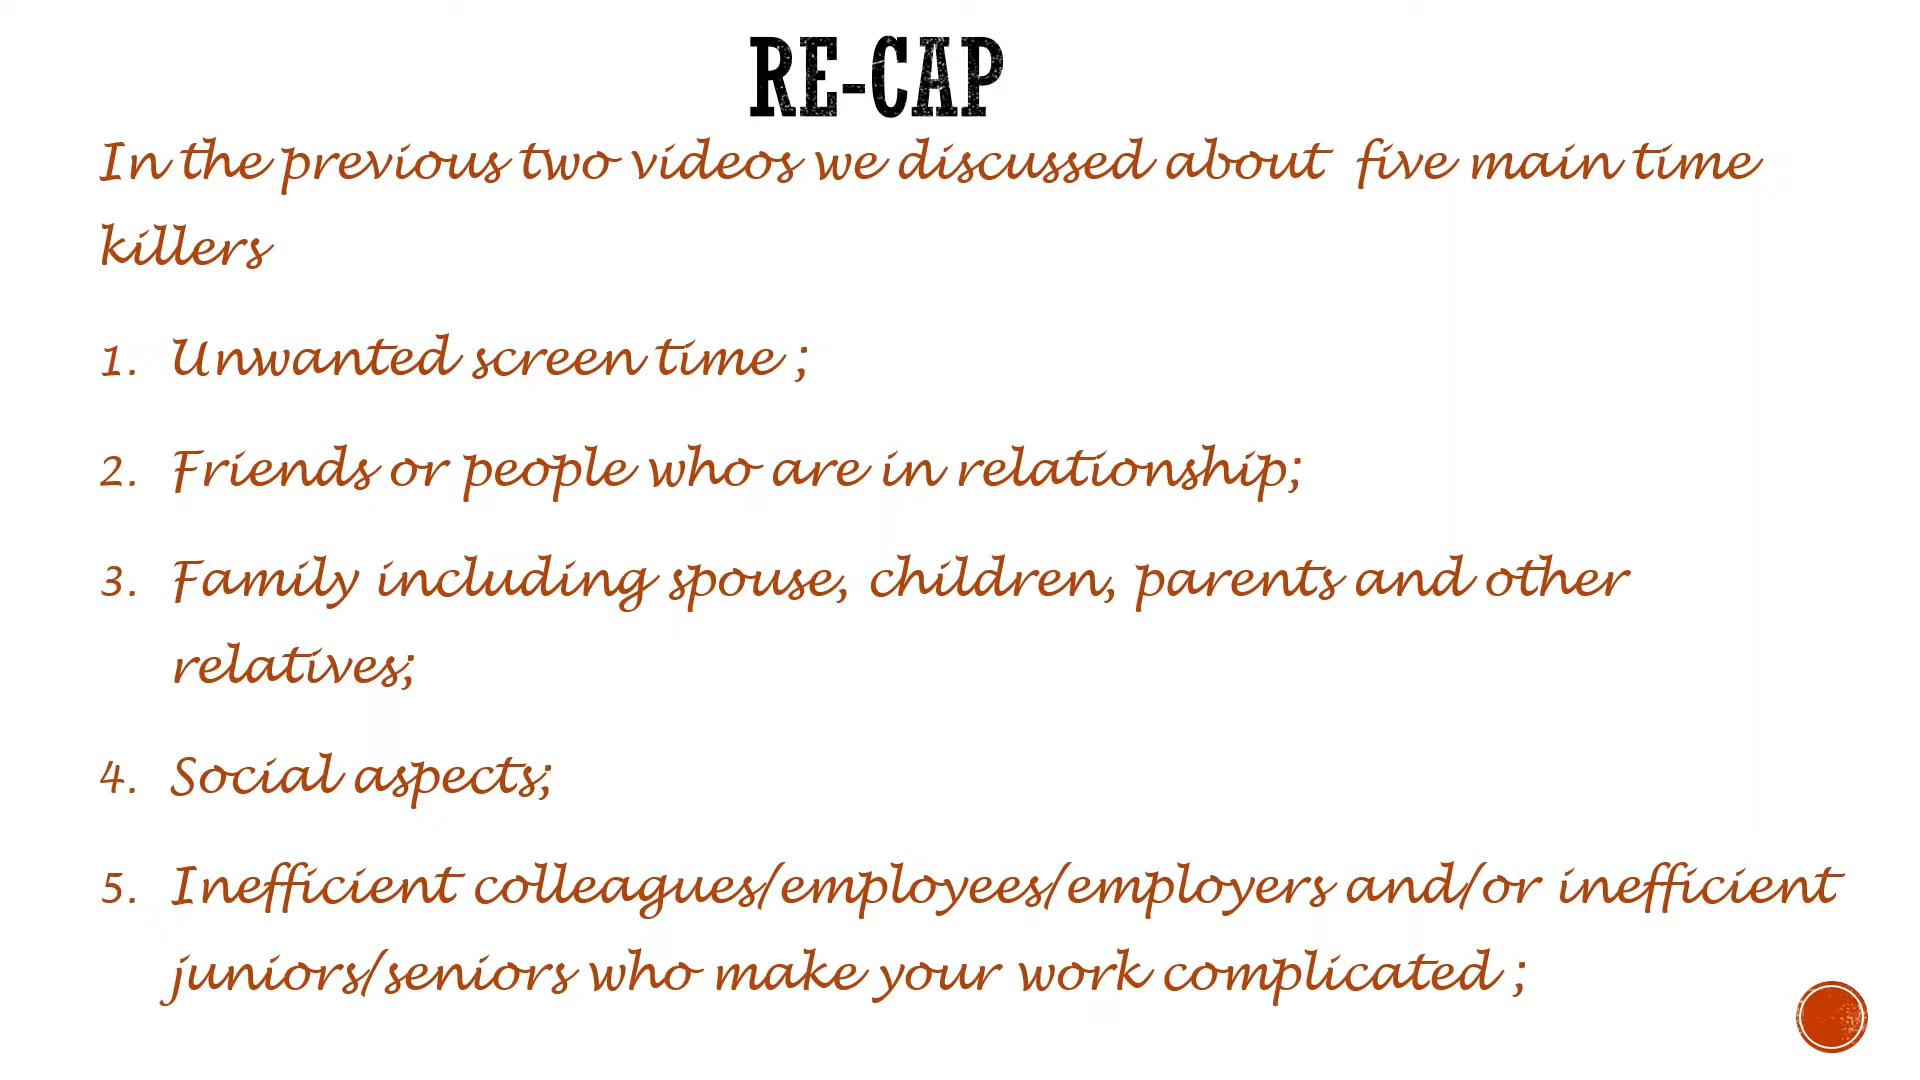 RE-CAP
In the previous two videos we discussed about five main time
killers
1. Unwanted screen time ;
2. Friends or people who are in relationship;
3. Family including spouse, children, parents and other
relatives;
4. Social aspects;
5. Inefficient colleagues/employees/employers and/or inefficient
juniors/seniors who make your work complicated ;